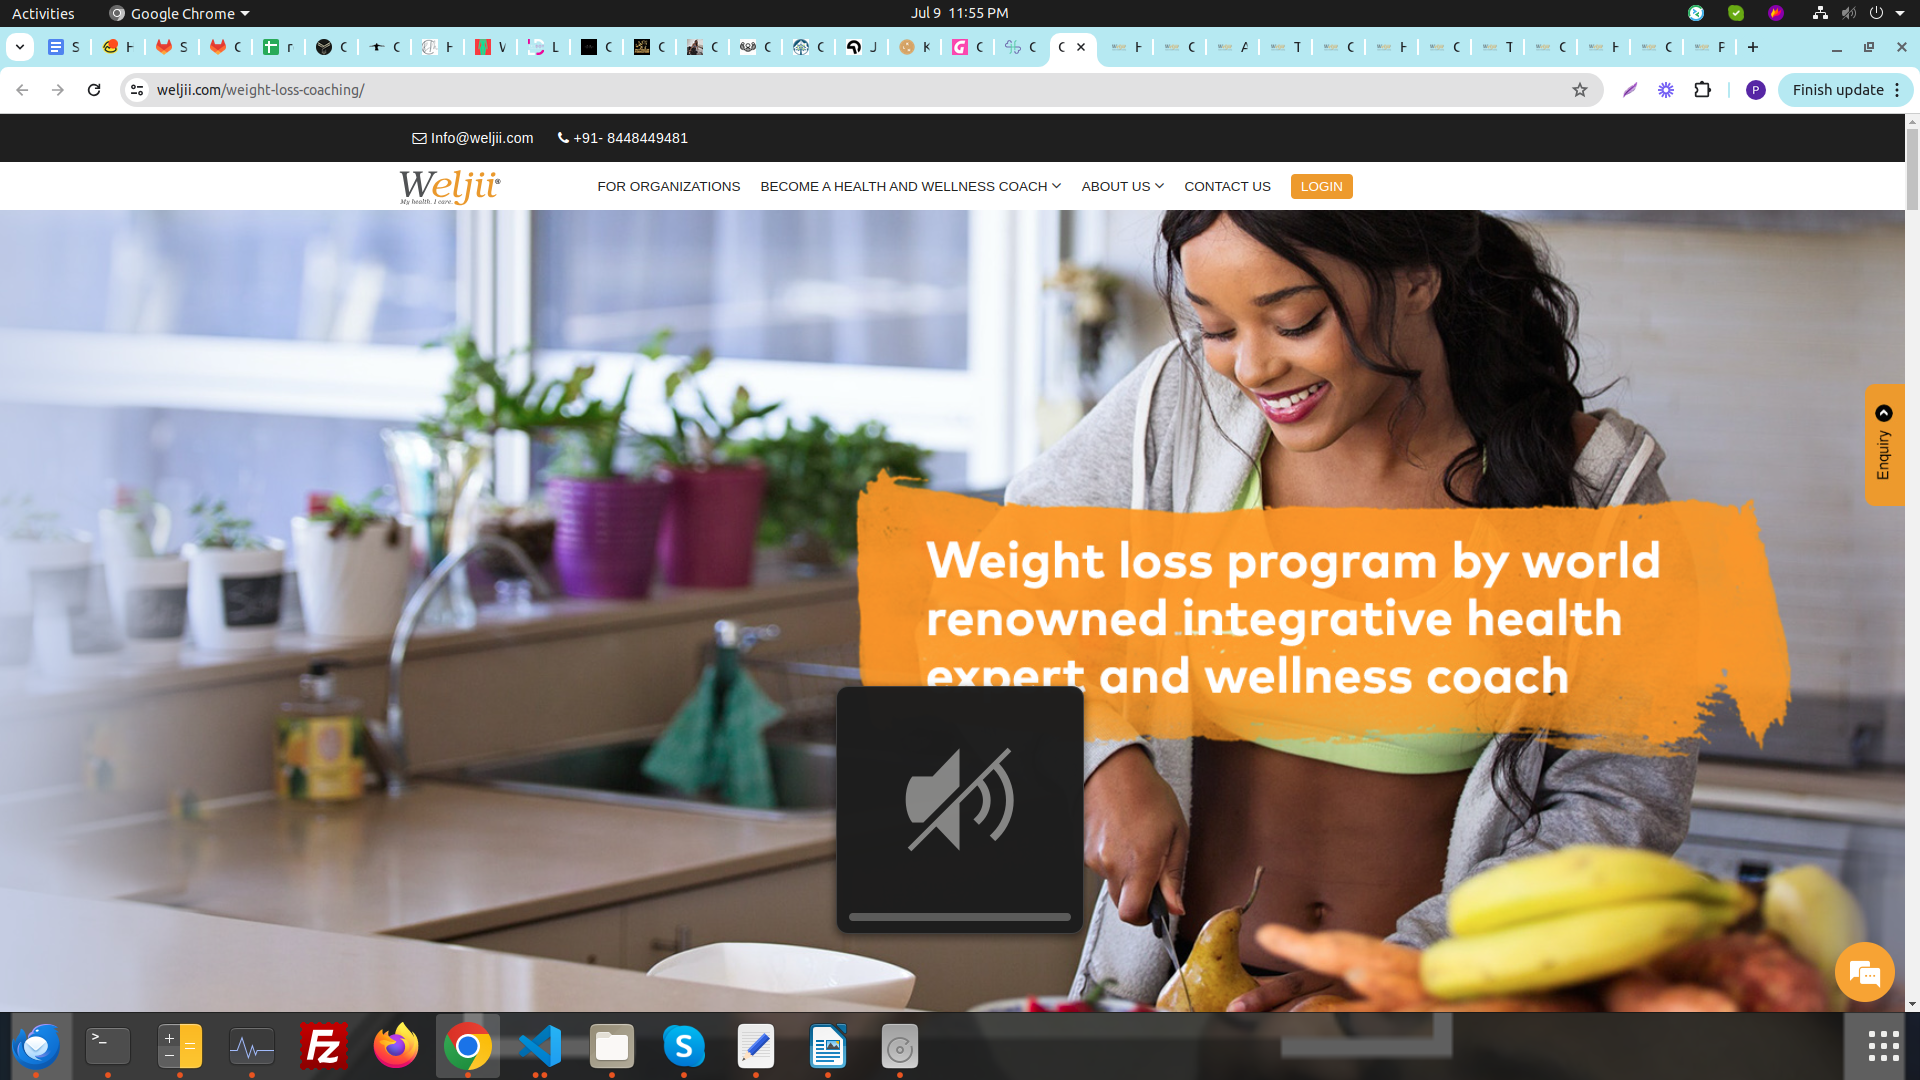 Activities
Google Chrome
Jul 9 11:55 PM
weljii.com/weight-loss-coaching/
Finish update
Info@weljii.com
+91- 8448449481
Weljii®
My health. I care.
FOR ORGANIZATIONS
BECOME A HEALTH AND WELLNESS COACH
ABOUT US
CONTACT US
LOGIN
Enquiry
Weight loss program by world
renowned integrative health
expert and wellness coach